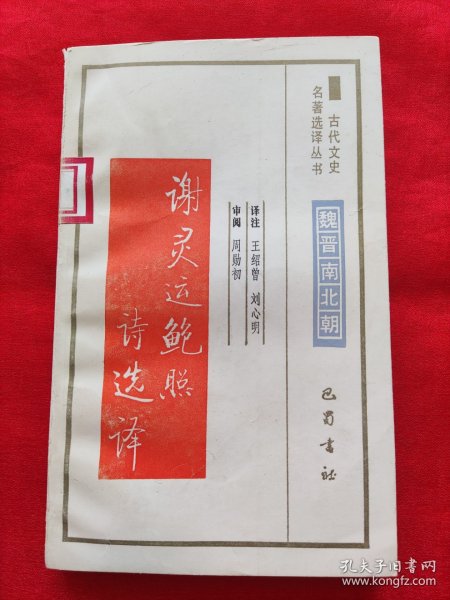 古代文史
名著选译丛书
魏晋南北朝
巴蜀书社
译注 王绍曾 刘心明
审阅 周勋初
谢灵运鲍照
诗选译
孔夫子旧书网
www.kongfz.com